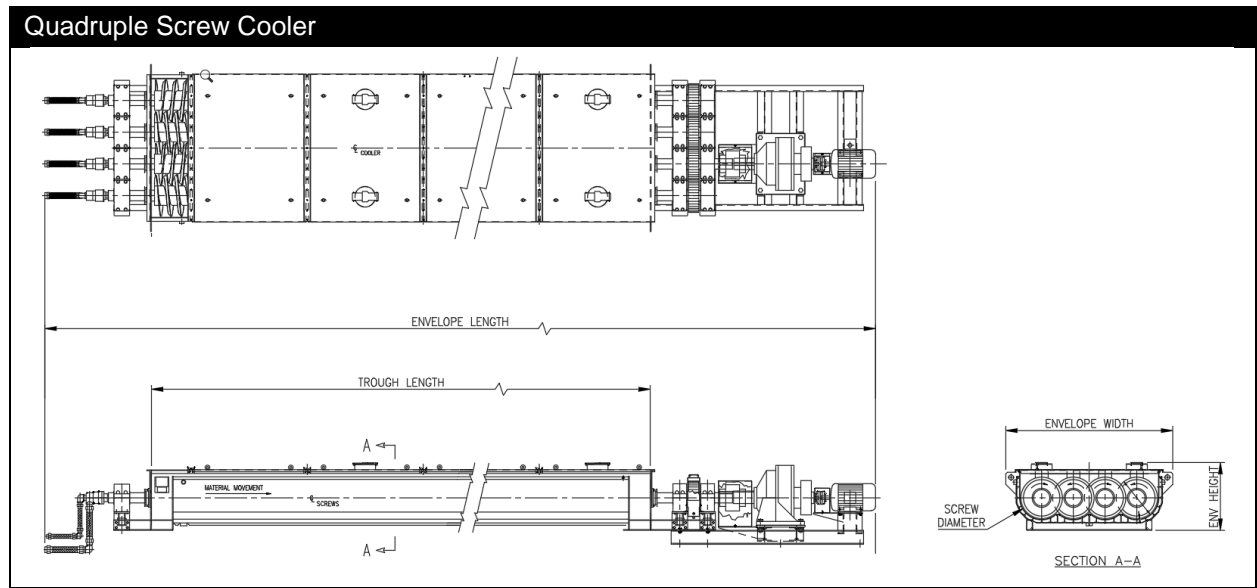 Quadruple Screw Cooler
℄ COOLER
ENVELOPE LENGTH
TROUGH LENGTH
A
MATERIAL MOVEMENT
℄ SCREWS
A
ENVELOPE WIDTH
ENV HEIGHT
SCREW
DIAMETER
SECTION A-A